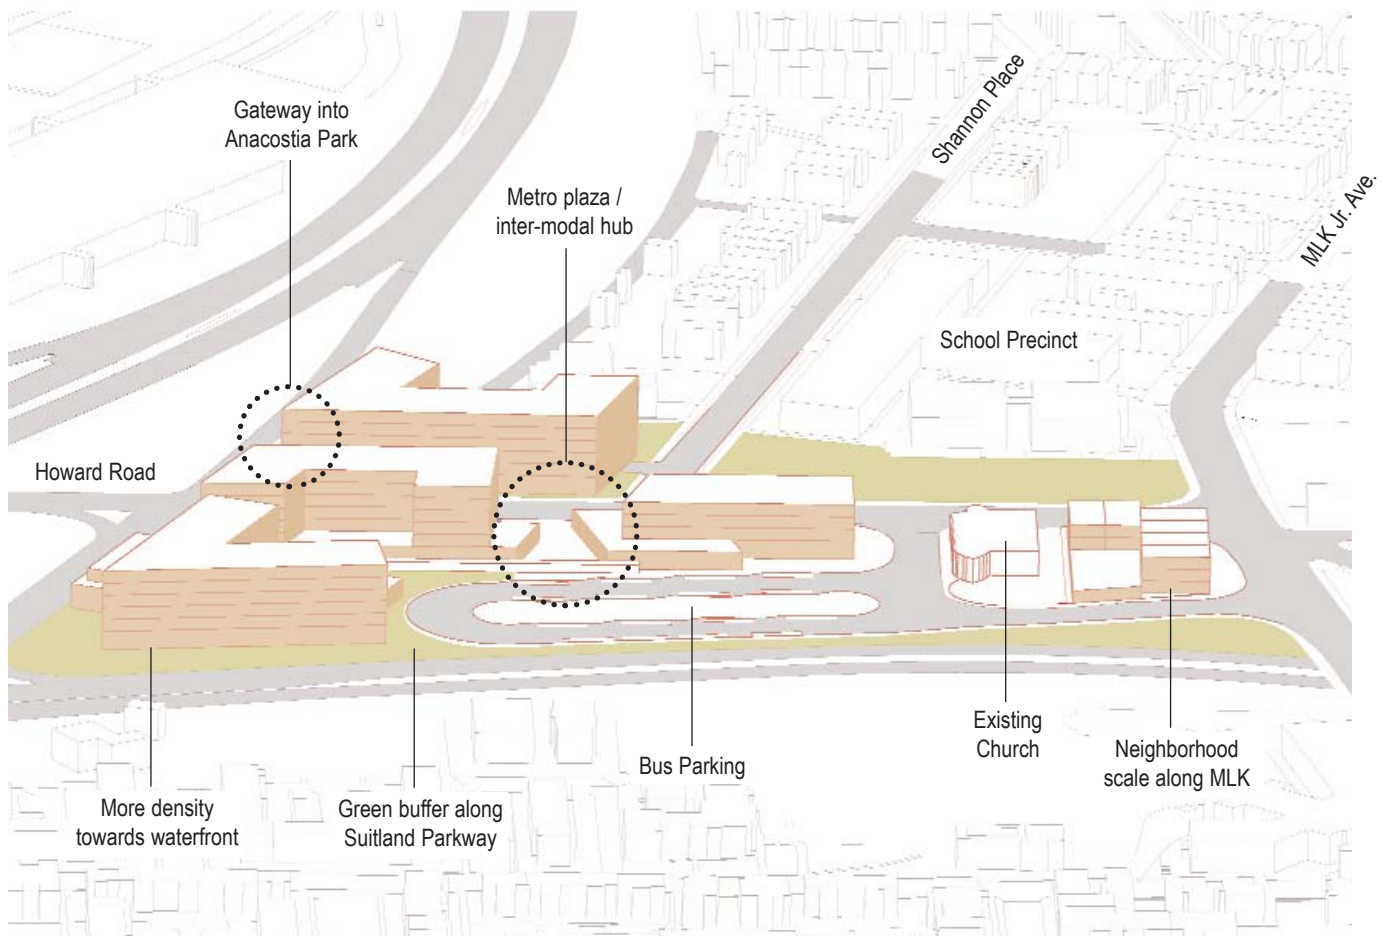 Shannon Place
Gateway into
Anacostia Park
Metro plaza /
inter-modal hub
MLK Jr. Ave.
School Precinct
Howard Road
Existing
Church
Neighborhood
scale along MLK
Bus Parking
More density
towards waterfront
Green buffer along
Suitland Parkway